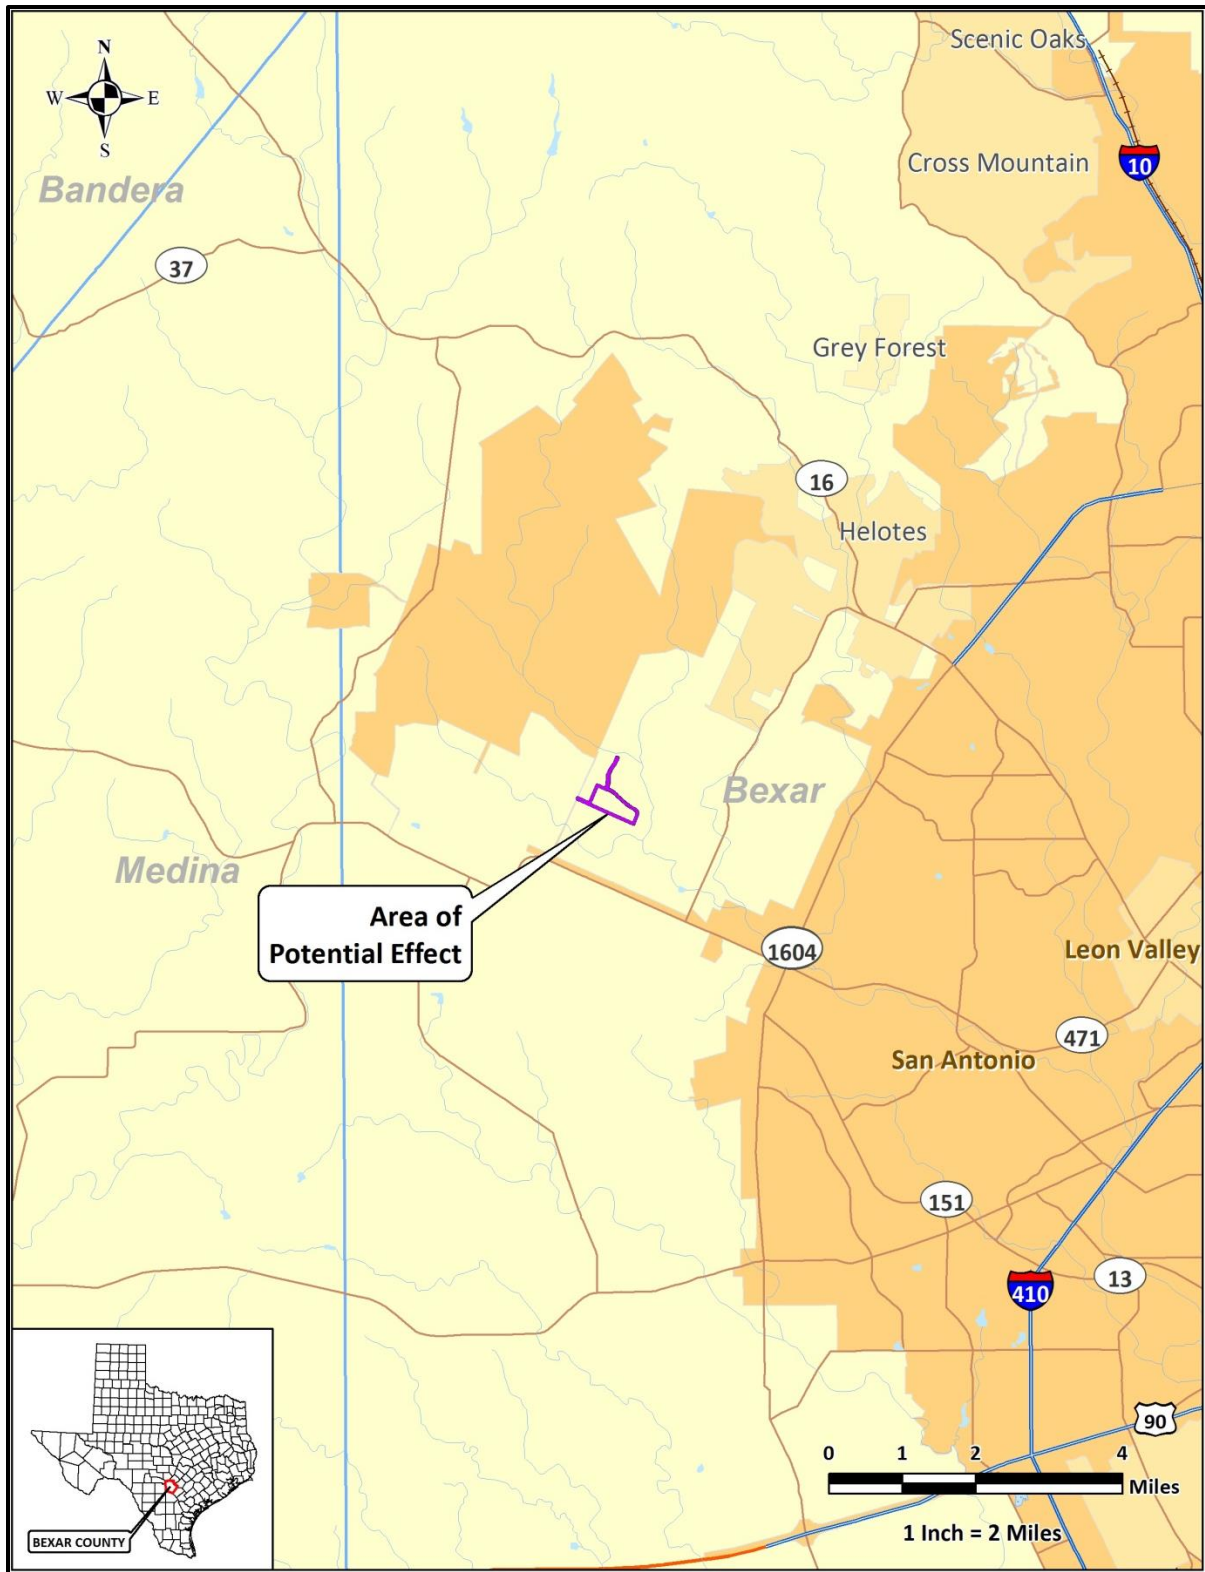 Scenic Oaks
N
W
E
S
Cross Mountain
10
Bandera
37
Grey Forest
16
Helotes
Bexar
Medina
Area of
Potential Effect
1604
Leon Valley
471
San Antonio
151
13
410
90
0 1 2 4
Miles
1 Inch = 2 Miles
BEXAR COUNTY